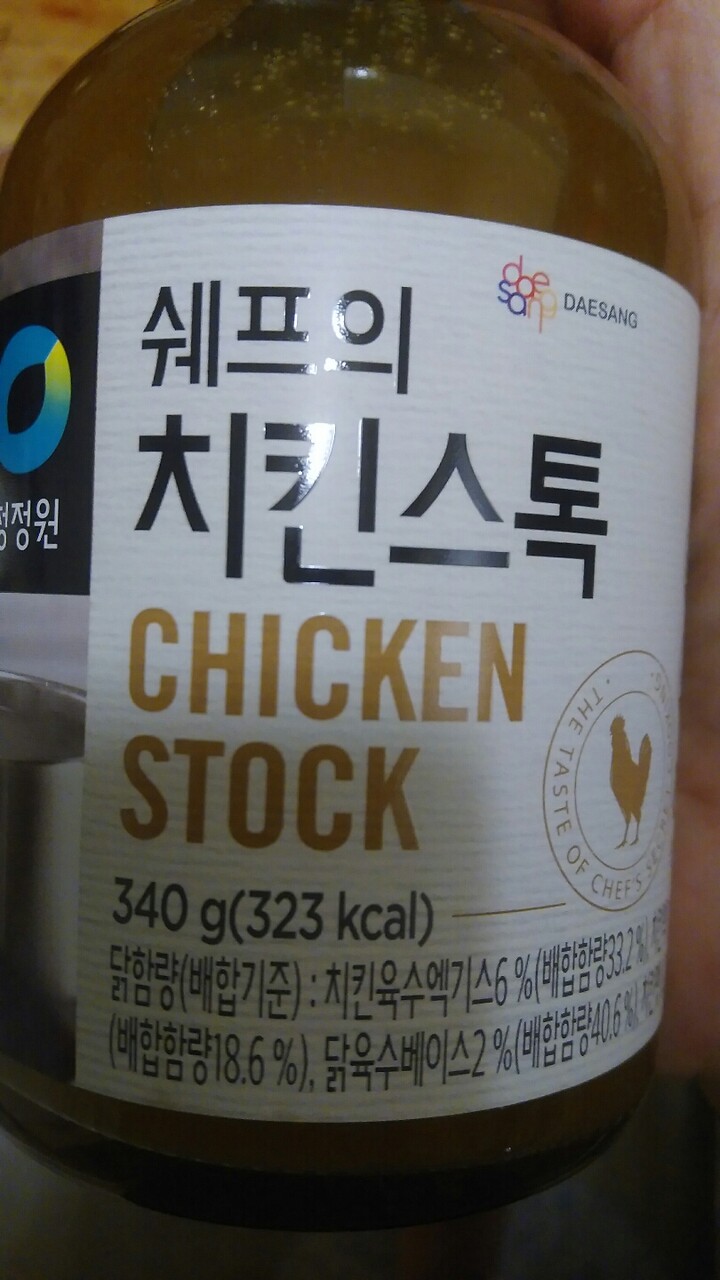 daesang DAESANG
쉐프의
치킨스톡
청정원
CHICKEN
STOCK
THE TASTE OF CHEF'S
340 g(323 kcal)
닭함량(배합기준) : 치킨육수엑기스6 %(배합함량33.2 %),
(배합함량18.6 %), 닭육수베이스2 %(배합함량40.6 %),